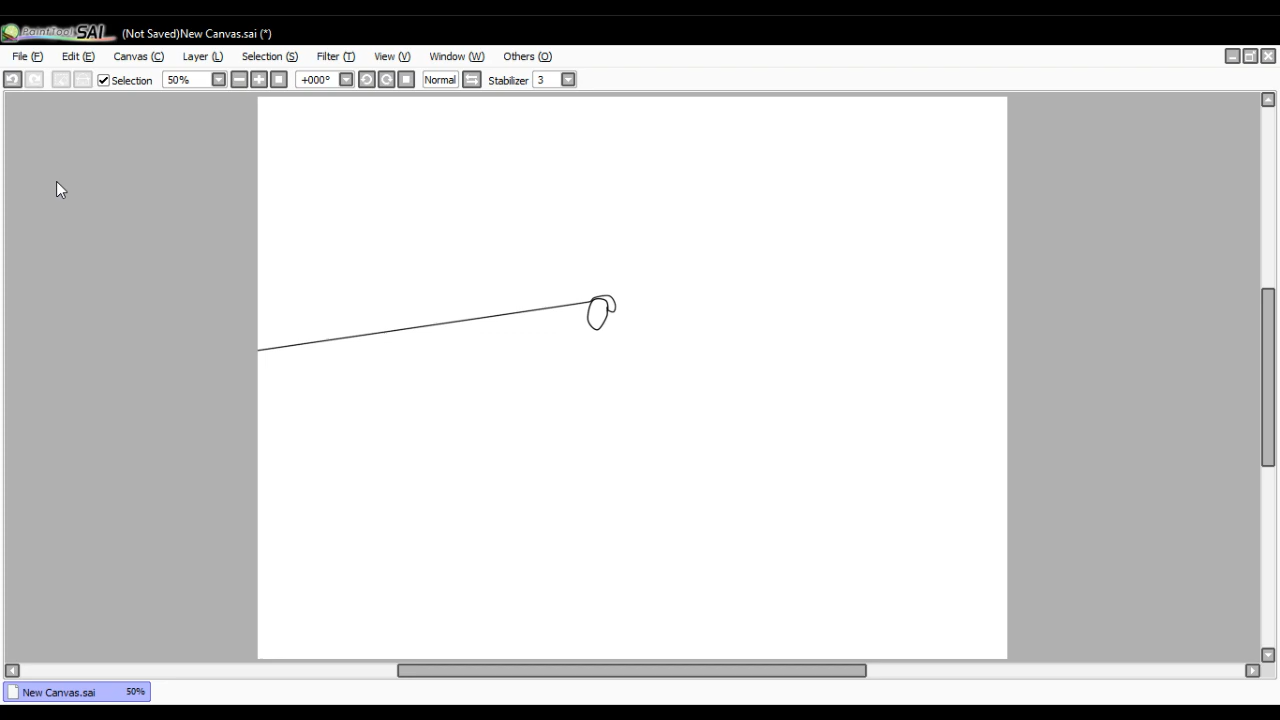 PaintTool SAI (Not Saved)New Canvas.sai (*)
File (F) Edit (E) Canvas (C) Layer (L) Selection (S) Filter (T) View (V) Window (W) Others (O)
Selection 50% +000° Normal Stabilizer 3
New Canvas.sai 50%